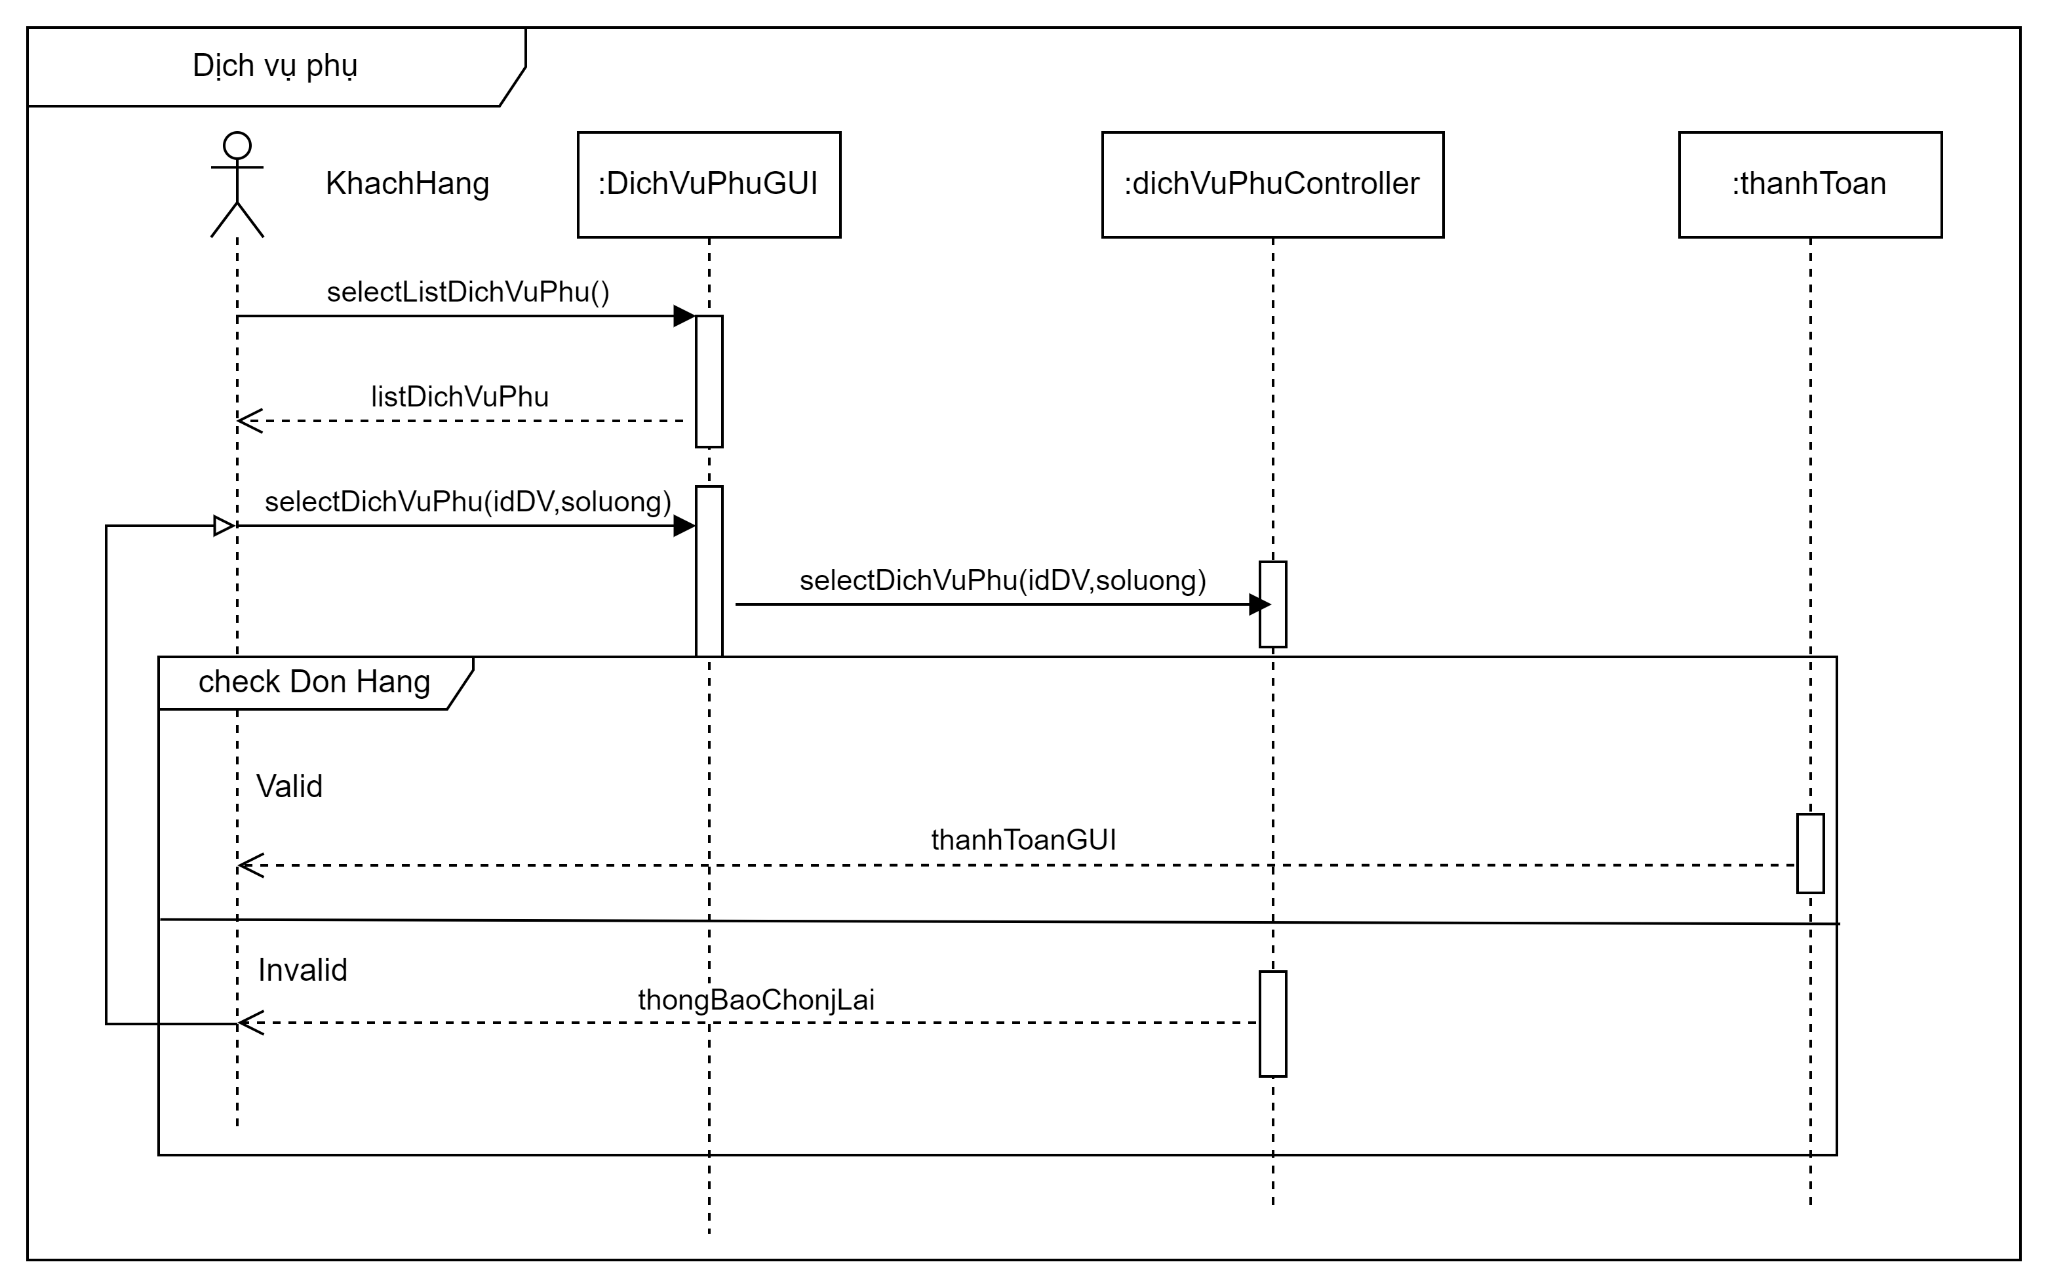 Dịch vụ phụ
KhachHang
:DichVuPhuGUI
:dichVuPhuController
:thanhToan
selectListDichVuPhu()
listDichVuPhu
selectDichVuPhu(idDV,soluong)
selectDichVuPhu(idDV,soluong)
check Don Hang
Valid
thanhToanGUI
Invalid
thongBaoChonjLai